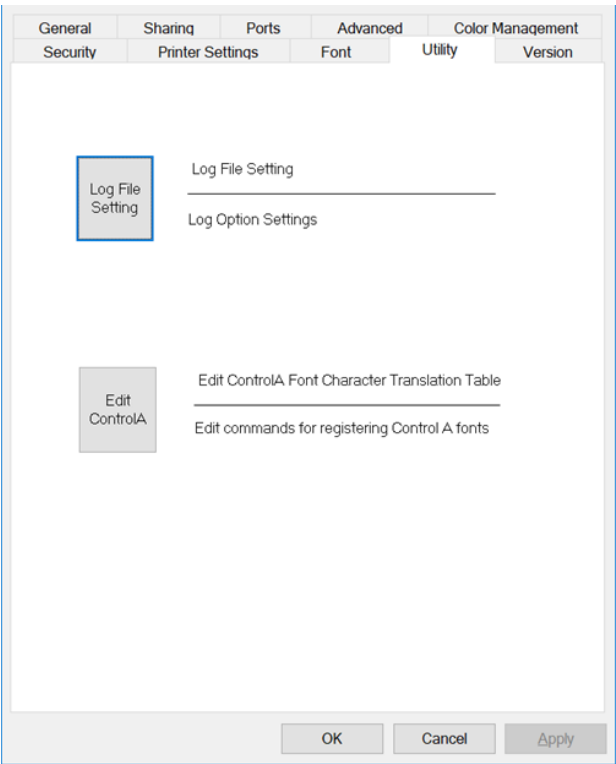 General Sharing Ports Advanced Color Management
Security Printer Settings Font Utility Version
Log File
Setting
Log File Setting
Log Option Settings
Edit
ControlA
Edit ControlA Font Character Translation Table
Edit commands for registering Control A fonts
OK Cancel Apply